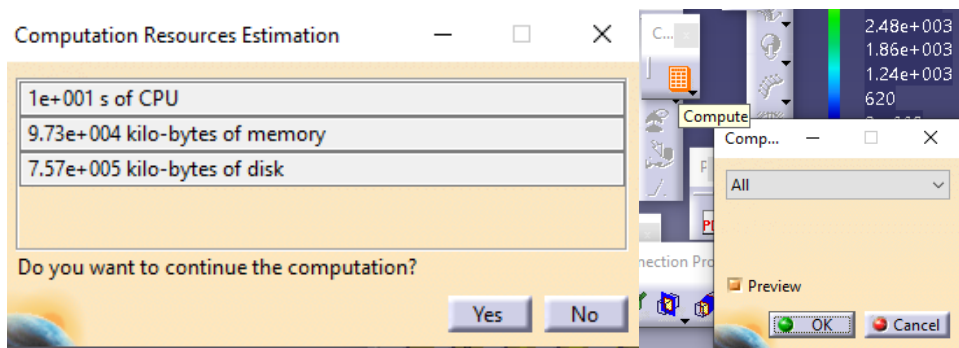 Computation Resources Estimation
1e+001 s of CPU
9.73e+004 kilo-bytes of memory
7.57e+005 kilo-bytes of disk
Do you want to continue the computation?
Yes
No
C...
2.48e+003
1.86e+003
1.24e+003
620
Compute
Comp...
All
Preview
OK
Cancel
nection Pro